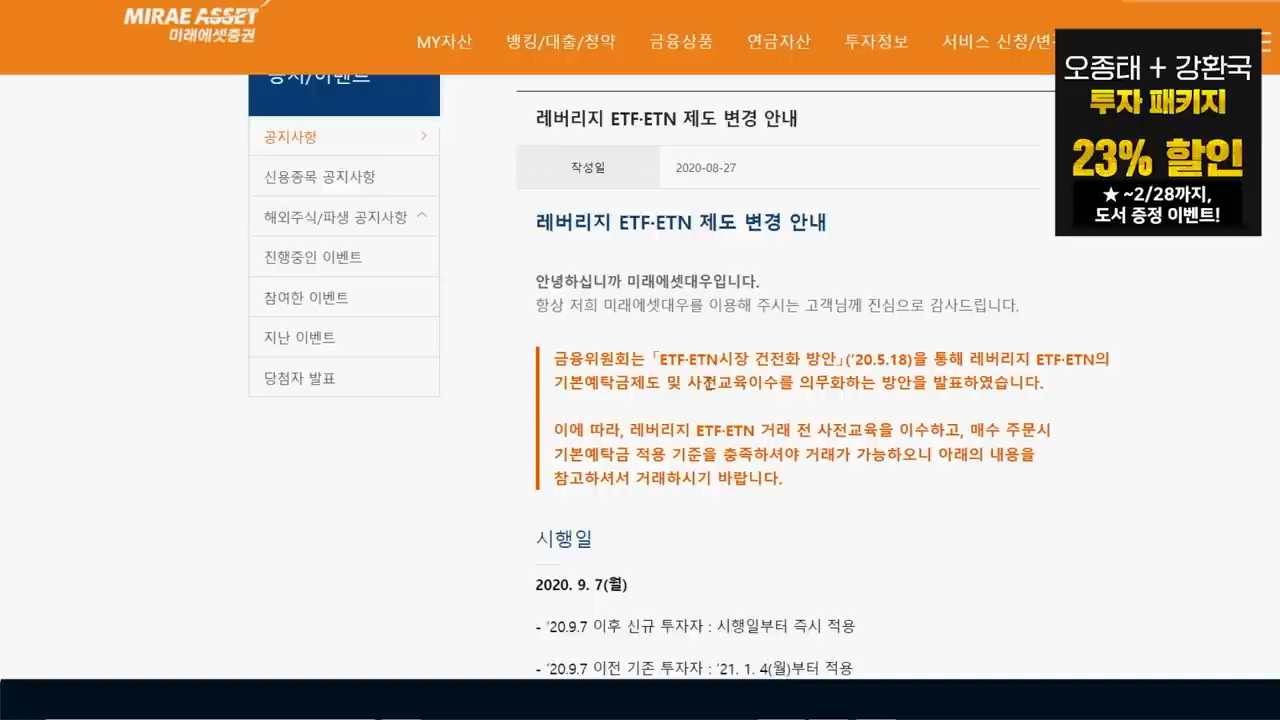 MIRAE ASSET
미래에셋증권
MY자산 뱅킹/대출/청약 금융상품 연금자산 투자정보 서비스 신청/변
오종태 + 강환국
투자 패키지
23% 할인
★ ~2/28까지,
도서 증정 이벤트!
공지/이벤트
공지사항
신용종목 공지사항
해외주식/파생 공지사항
진행중인 이벤트
참여한 이벤트
지난 이벤트
당첨자 발표
레버리지 ETF·ETN 제도 변경 안내
작성일 2020-08-27
레버리지 ETF·ETN 제도 변경 안내
안녕하십니까 미래에셋대우입니다.
항상 저희 미래에셋대우를 이용해 주시는 고객님께 진심으로 감사드립니다.
금융위원회는 「ETF·ETN시장 건전화 방안」('20.5.18)을 통해 레버리지 ETF·ETN의
기본예탁금제도 및 사전교육이수를 의무화하는 방안을 발표하였습니다.
이에 따라, 레버리지 ETF·ETN 거래 전 사전교육을 이수하고, 매수 주문시
기본예탁금 적용 기준을 충족하셔야 거래가 가능하오니 아래의 내용을
참고하셔서 거래하시기 바랍니다.
시행일
2020. 9. 7(월)
- '20.9.7 이후 신규 투자자 : 시행일부터 즉시 적용
- '20.9.7 이전 기존 투자자 : '21. 1. 4(월)부터 적용